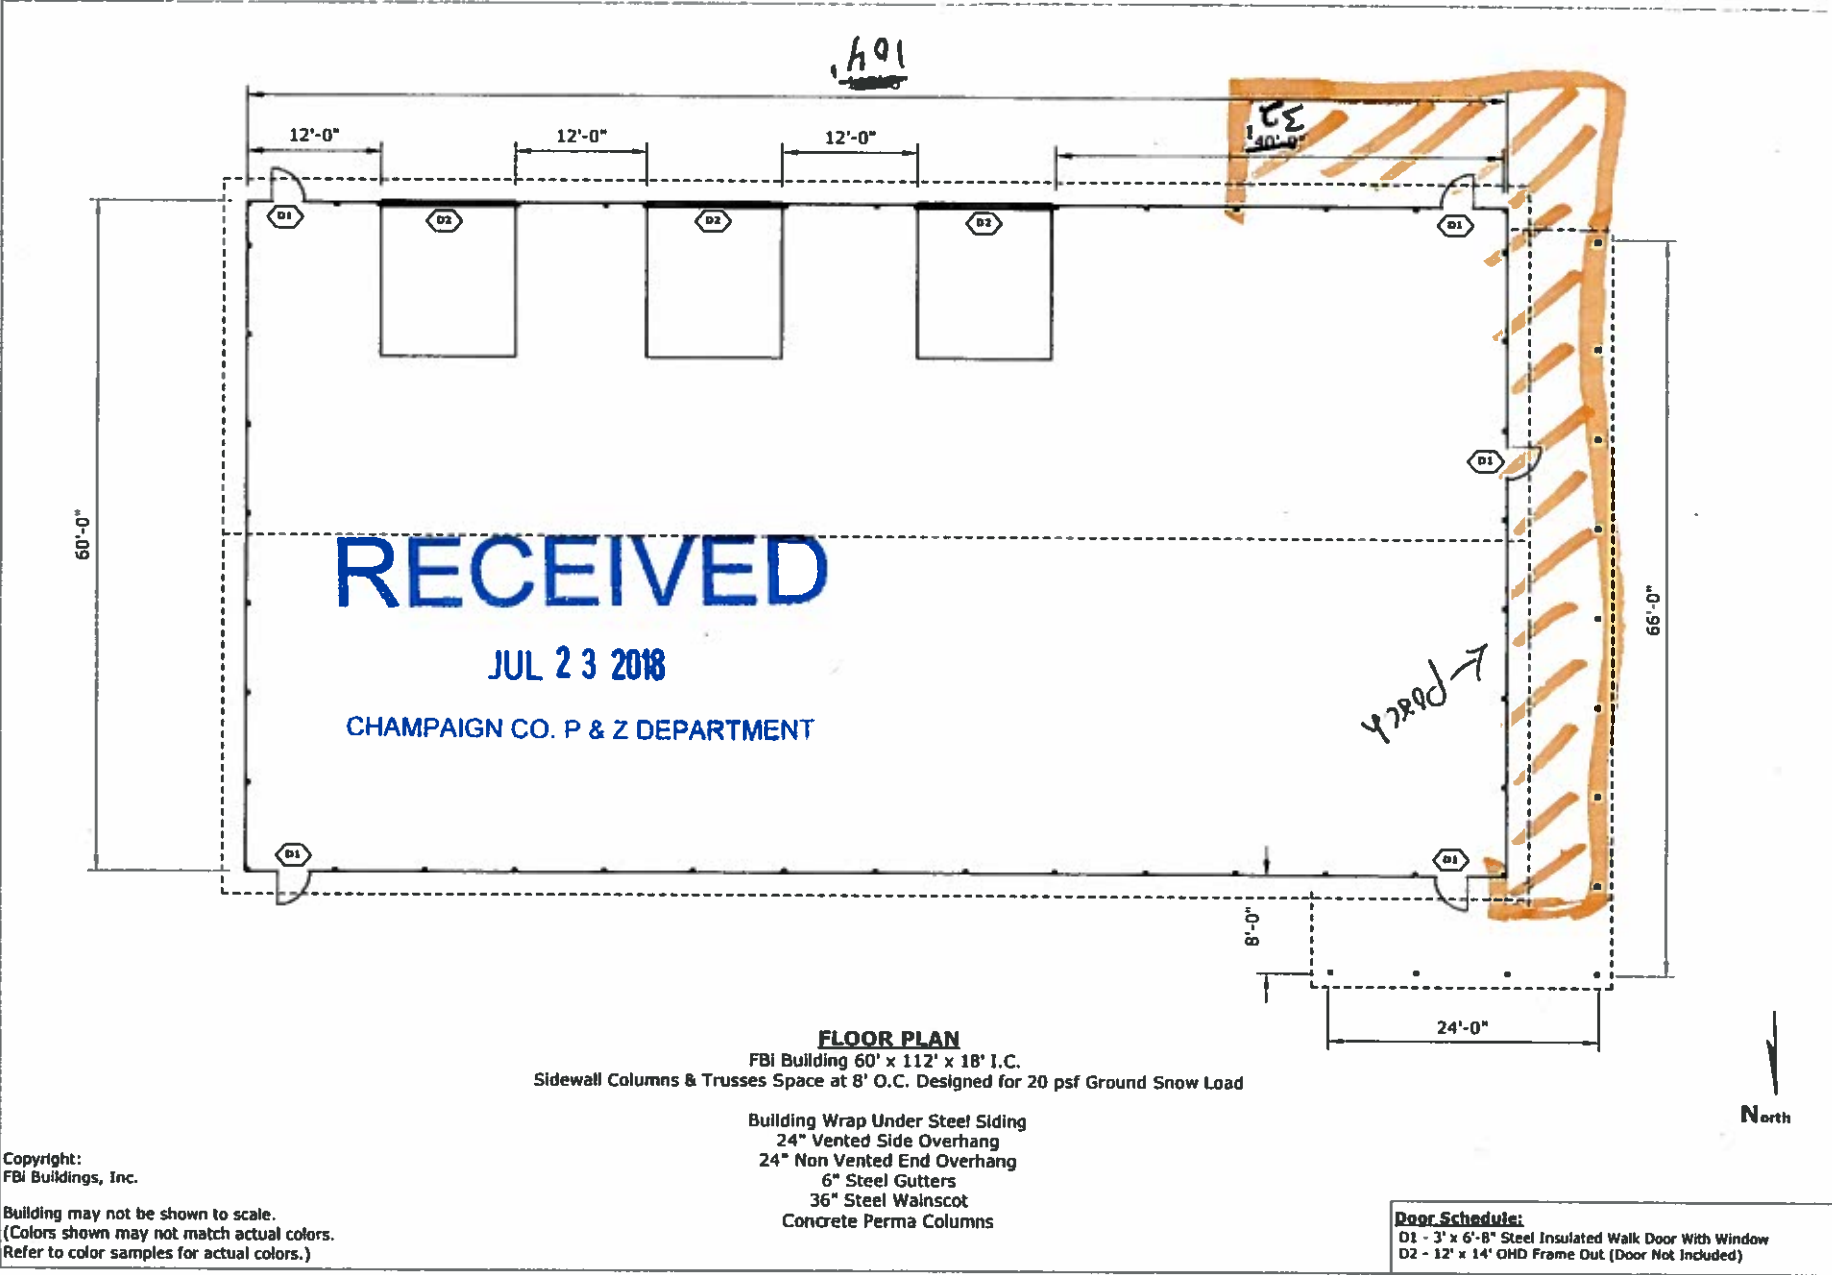 104'
12'-0"
12'-0"
12'-0"
32'
40'-0"
D1
D2
D2
D2
D1
D1
60'-0"
66'-0"
RECEIVED
JUL 23 2018
CHAMPAIGN CO. P & Z DEPARTMENT
Porch
D1
D1
8'-0"
24'-0"
FLOOR PLAN
FBi Building 60' x 112' x 18' I.C.
Sidewall Columns & Trusses Space at 8' O.C. Designed for 20 psf Ground Snow Load
Building Wrap Under Steel Siding
24" Vented Side Overhang
24" Non Vented End Overhang
6" Steel Gutters
36" Steel Wainscot
Concrete Perma Columns
North
Copyright:
FBi Buildings, Inc.
Building may not be shown to scale.
(Colors shown may not match actual colors.
Refer to color samples for actual colors.)
Door Schedule:
D1 - 3' x 6'-8" Steel Insulated Walk Door With Window
D2 - 12' x 14' OHD Frame Out (Door Not Included)